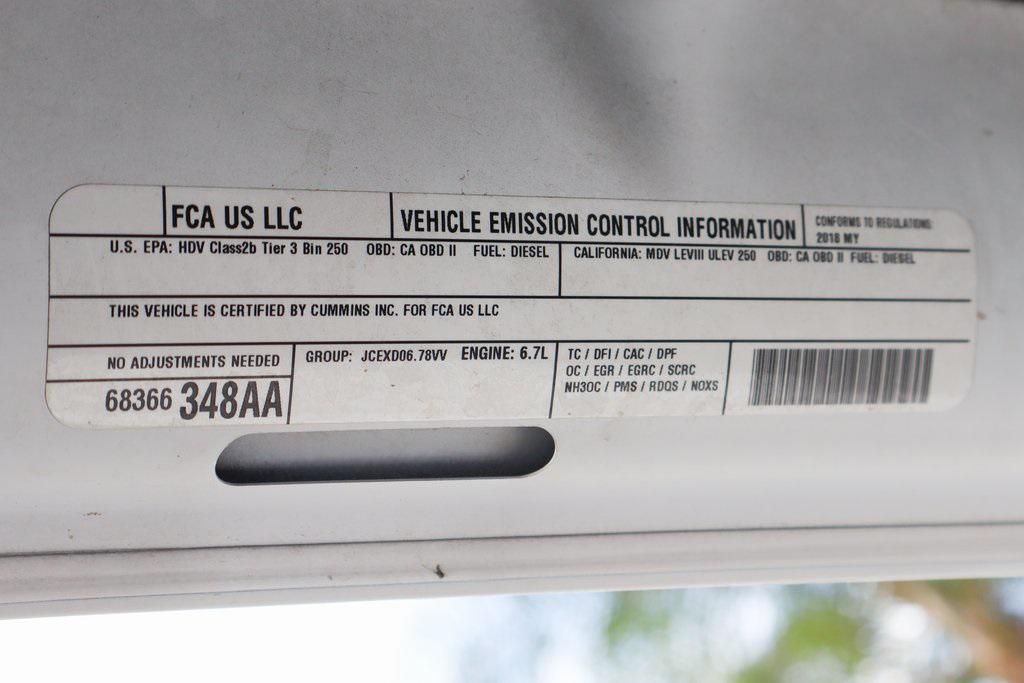 FCA US LLC
VEHICLE EMISSION CONTROL INFORMATION
CONFORMS TO REGULATIONS:
2018 MY
U.S. EPA: HDV Class2b Tier 3 Bin 250 OBD: CA OBD II FUEL: DIESEL
CALIFORNIA: MDV LEVIII ULEV 250 OBD: CA OBD II FUEL: DIESEL
THIS VEHICLE IS CERTIFIED BY CUMMINS INC. FOR FCA US LLC
NO ADJUSTMENTS NEEDED
68366 348AA
GROUP: JCEXD06.78VV ENGINE: 6.7L
TC / DFI / CAC / DPF
OC / EGR / EGRC / SCRC
NH3OC / PMS / RDQS / NOXS